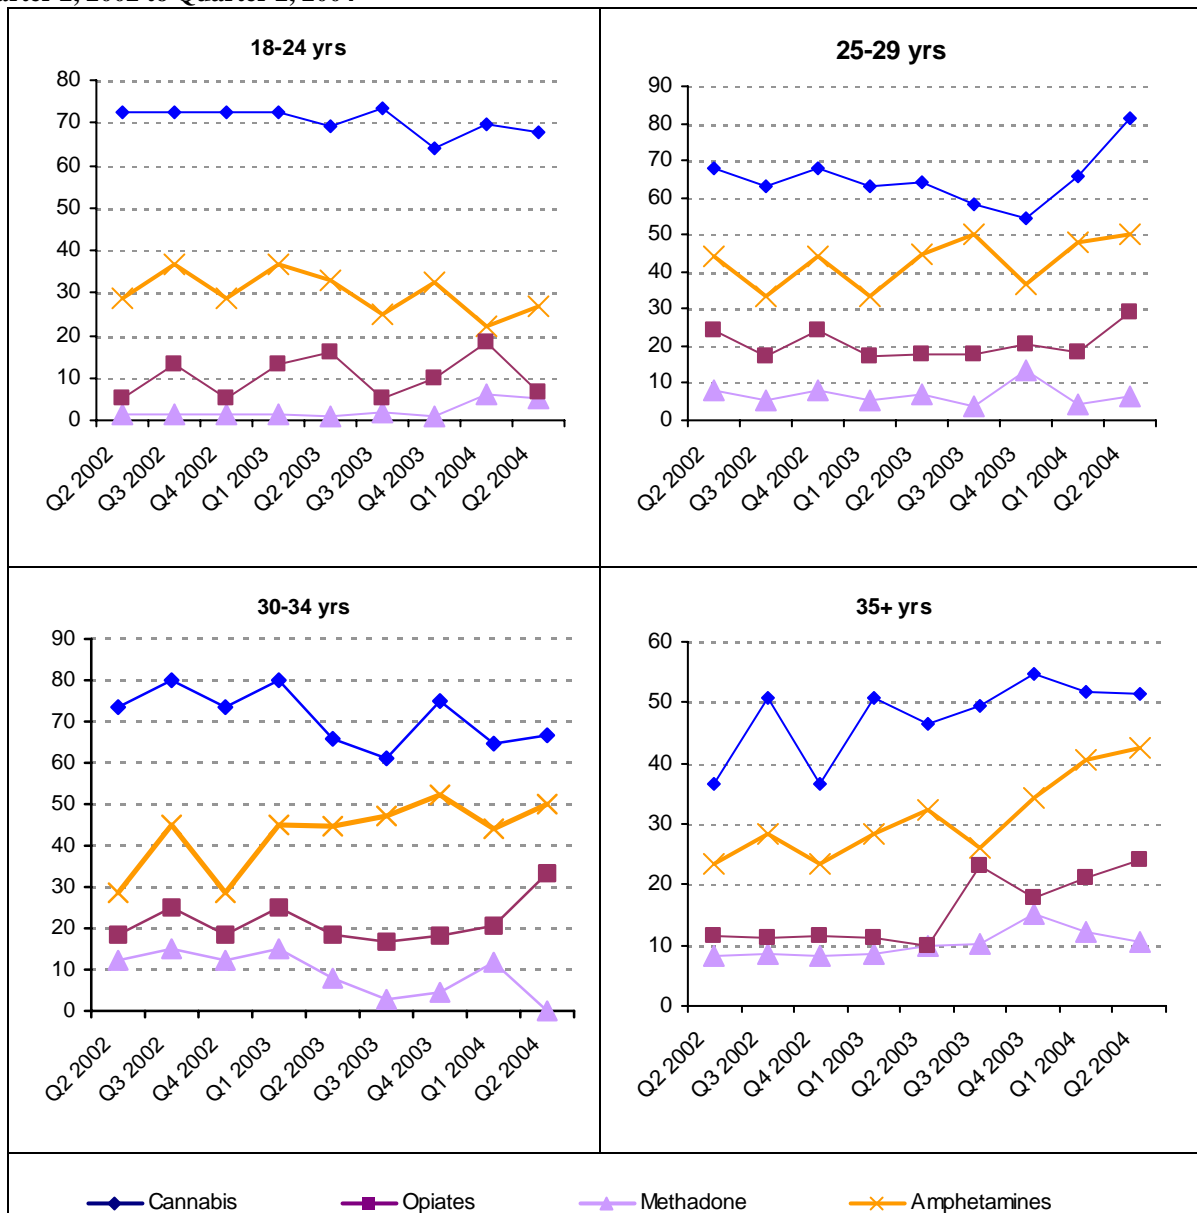 18-24 yrs
80
70
60
50
40
30
20
10
0
Q2 2002
Q3 2002
Q4 2002
Q1 2003
Q2 2003
Q3 2003
Q4 2003
Q1 2004
Q2 2004
25-29 yrs
90
80
70
60
50
40
30
20
10
0
Q2 2002
Q3 2002
Q4 2002
Q1 2003
Q2 2003
Q3 2003
Q4 2003
Q1 2004
Q2 2004
30-34 yrs
90
80
70
60
50
40
30
20
10
0
Q2 2002
Q3 2002
Q4 2002
Q1 2003
Q2 2003
Q3 2003
Q4 2003
Q1 2004
Q2 2004
35+ yrs
60
50
40
30
20
10
0
Q2 2002
Q3 2002
Q4 2002
Q1 2003
Q2 2003
Q3 2003
Q4 2003
Q1 2004
Q2 2004
Cannabis
Opiates
Methadone
Amphetamines